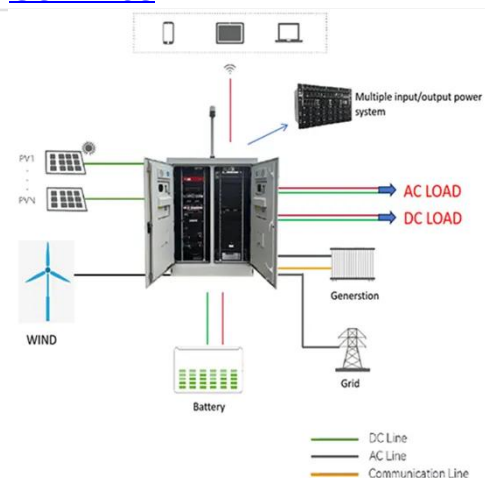 Multiple input/output power
system
PV1
PVN
AC LOAD
DC LOAD
Generstion
WIND
Grid
Battery
DC Line
AC Line
Communication Line